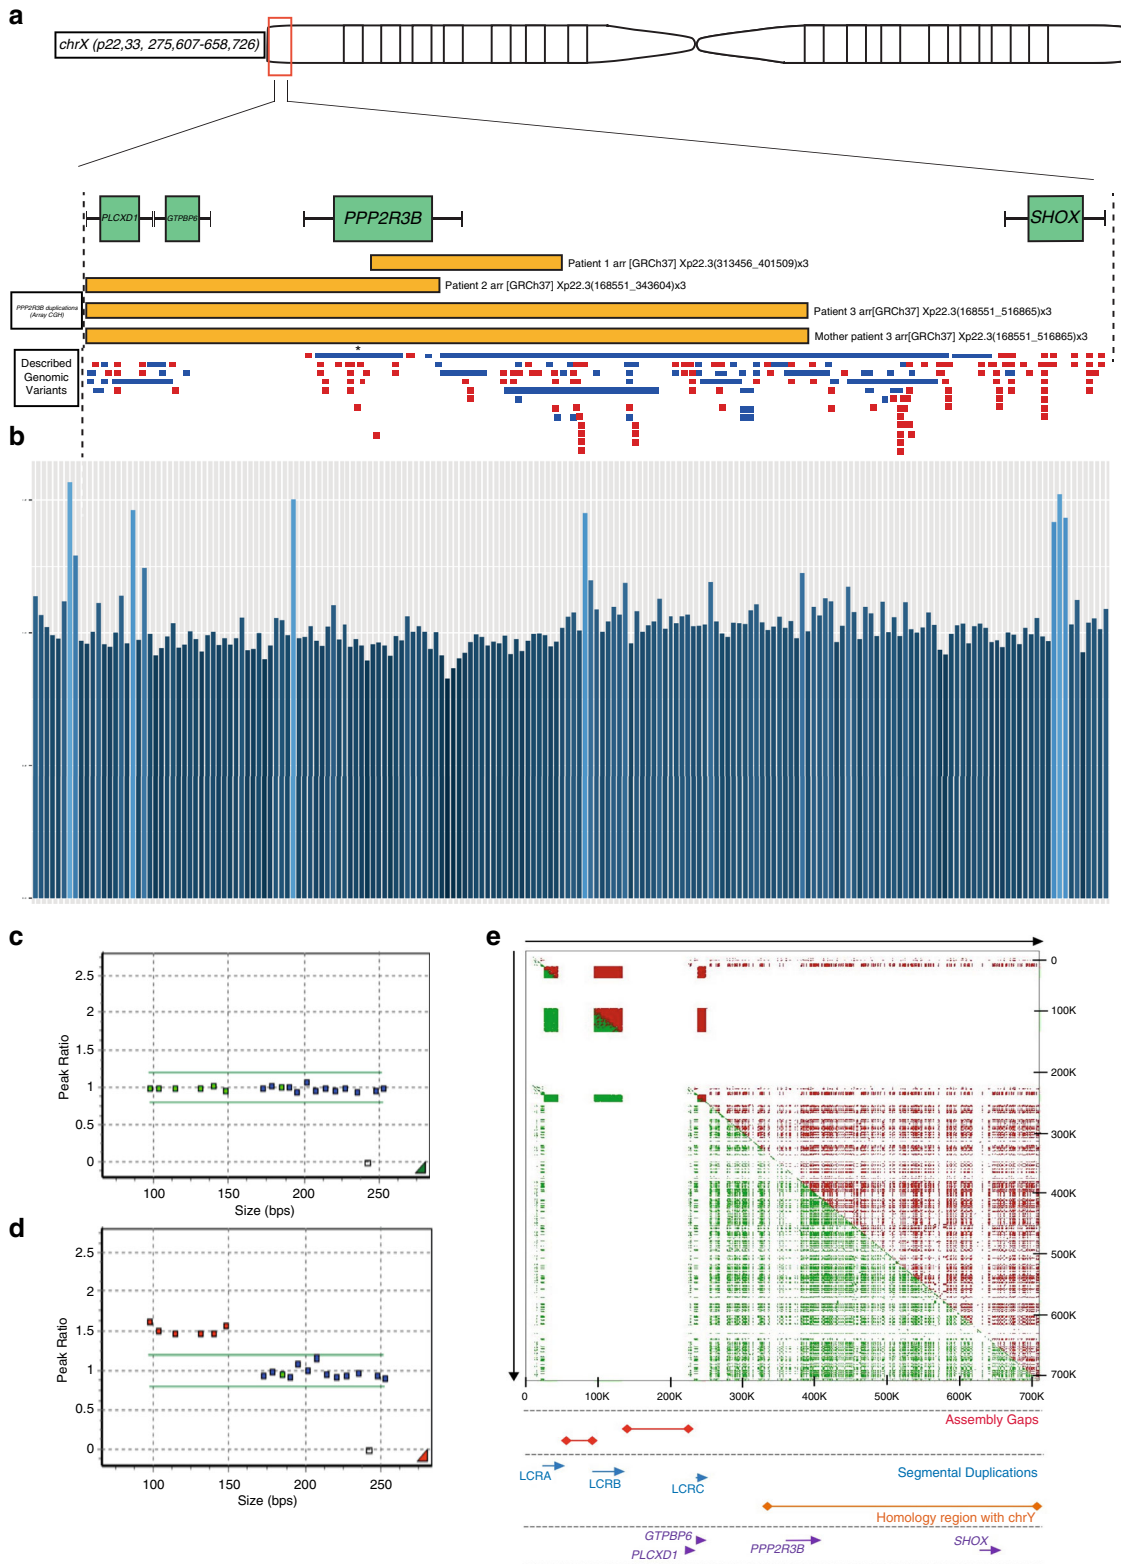 a
chrX (p22,33, 275,607-658,726)
PLCXD1
GTPBP6
PPP2R3B
SHOX
Patient 1 arr [GRCh37] Xp22.3(313456_401509)x3
Patient 2 arr [GRCh37] Xp22.3(168551_343604)x3
PPP2R3B duplications
(Array CGH)
Patient 3 arr[GRCh37] Xp22.3(168551_516865)x3
Mother patient 3 arr[GRCh37] Xp22.3(168551_516865)x3
*
Described
Genomic
Variants
b
c
Peak Ratio
2.5
2
1.5
1
0.5
0
100
150
200
250
Size (bps)
d
Peak Ratio
2.5
2
1.5
1
0.5
0
100
150
200
250
Size (bps)
e
0
100K
200K
300K
400K
500K
600K
700K
0
100K
200K
300K
400K
500K
600K
700K
Assembly Gaps
LCRA
LCRB
LCRC
Segmental Duplications
Homology region with chrY
GTPBP6
PLCXD1
PPP2R3B
SHOX